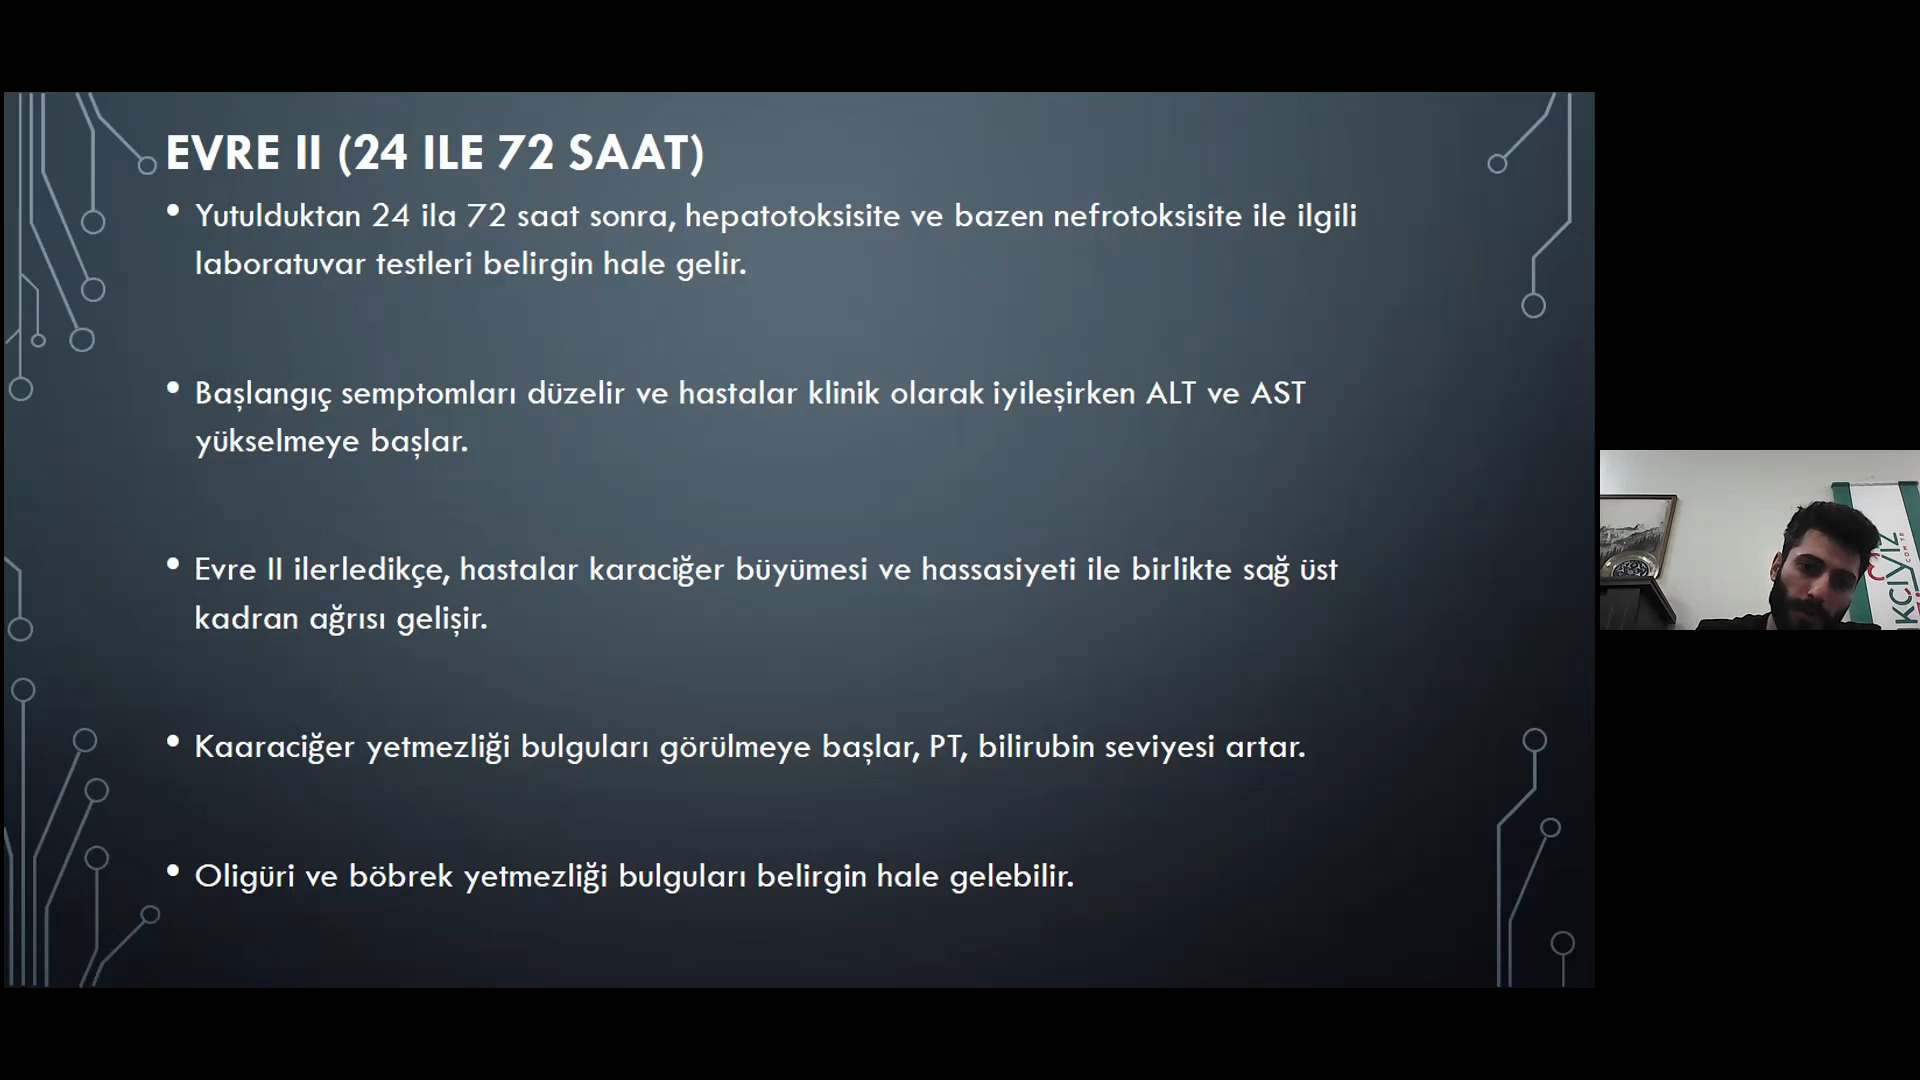 EVRE II (24 ILE 72 SAAT)
• Yutulduktan 24 ila 72 saat sonra, hepatotoksisite ve bazen nefrotoksisite ile ilgili
laboratuvar testleri belirgin hale gelir.
• Başlangıç semptomları düzelir ve hastalar klinik olarak iyileşirken ALT ve AST
yükselmeye başlar.
• Evre II ilerledikçe, hastalar karaciğer büyümesi ve hassasiyeti ile birlikte sağ üst
kadran ağrısı gelişir.
• Kaaraciğer yetmezliği bulguları görülmeye başlar, PT, bilirubin seviyesi artar.
• Oligüri ve böbrek yetmezliği bulguları belirgin hale gelebilir.